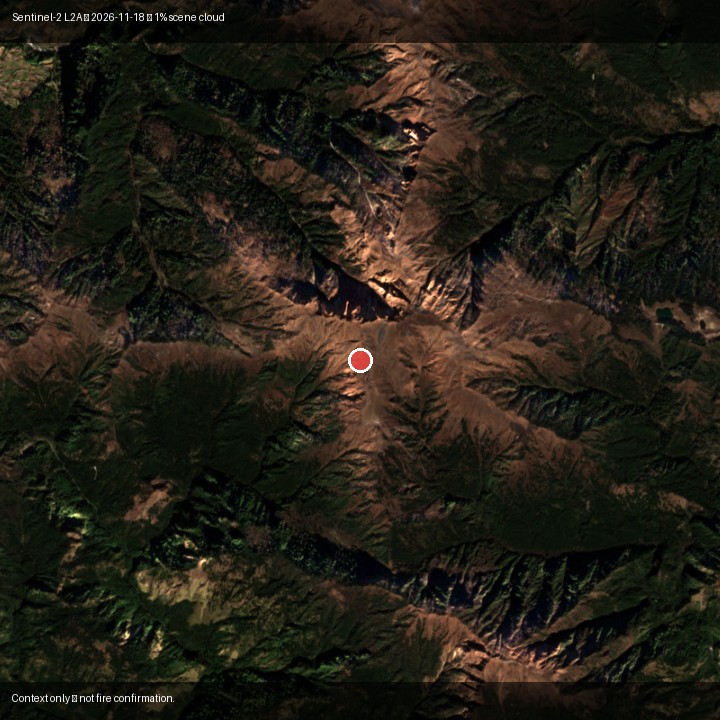 Sentinel-2 L2A 2026-11-18 1% scene cloud
Context only not fire confirmation.